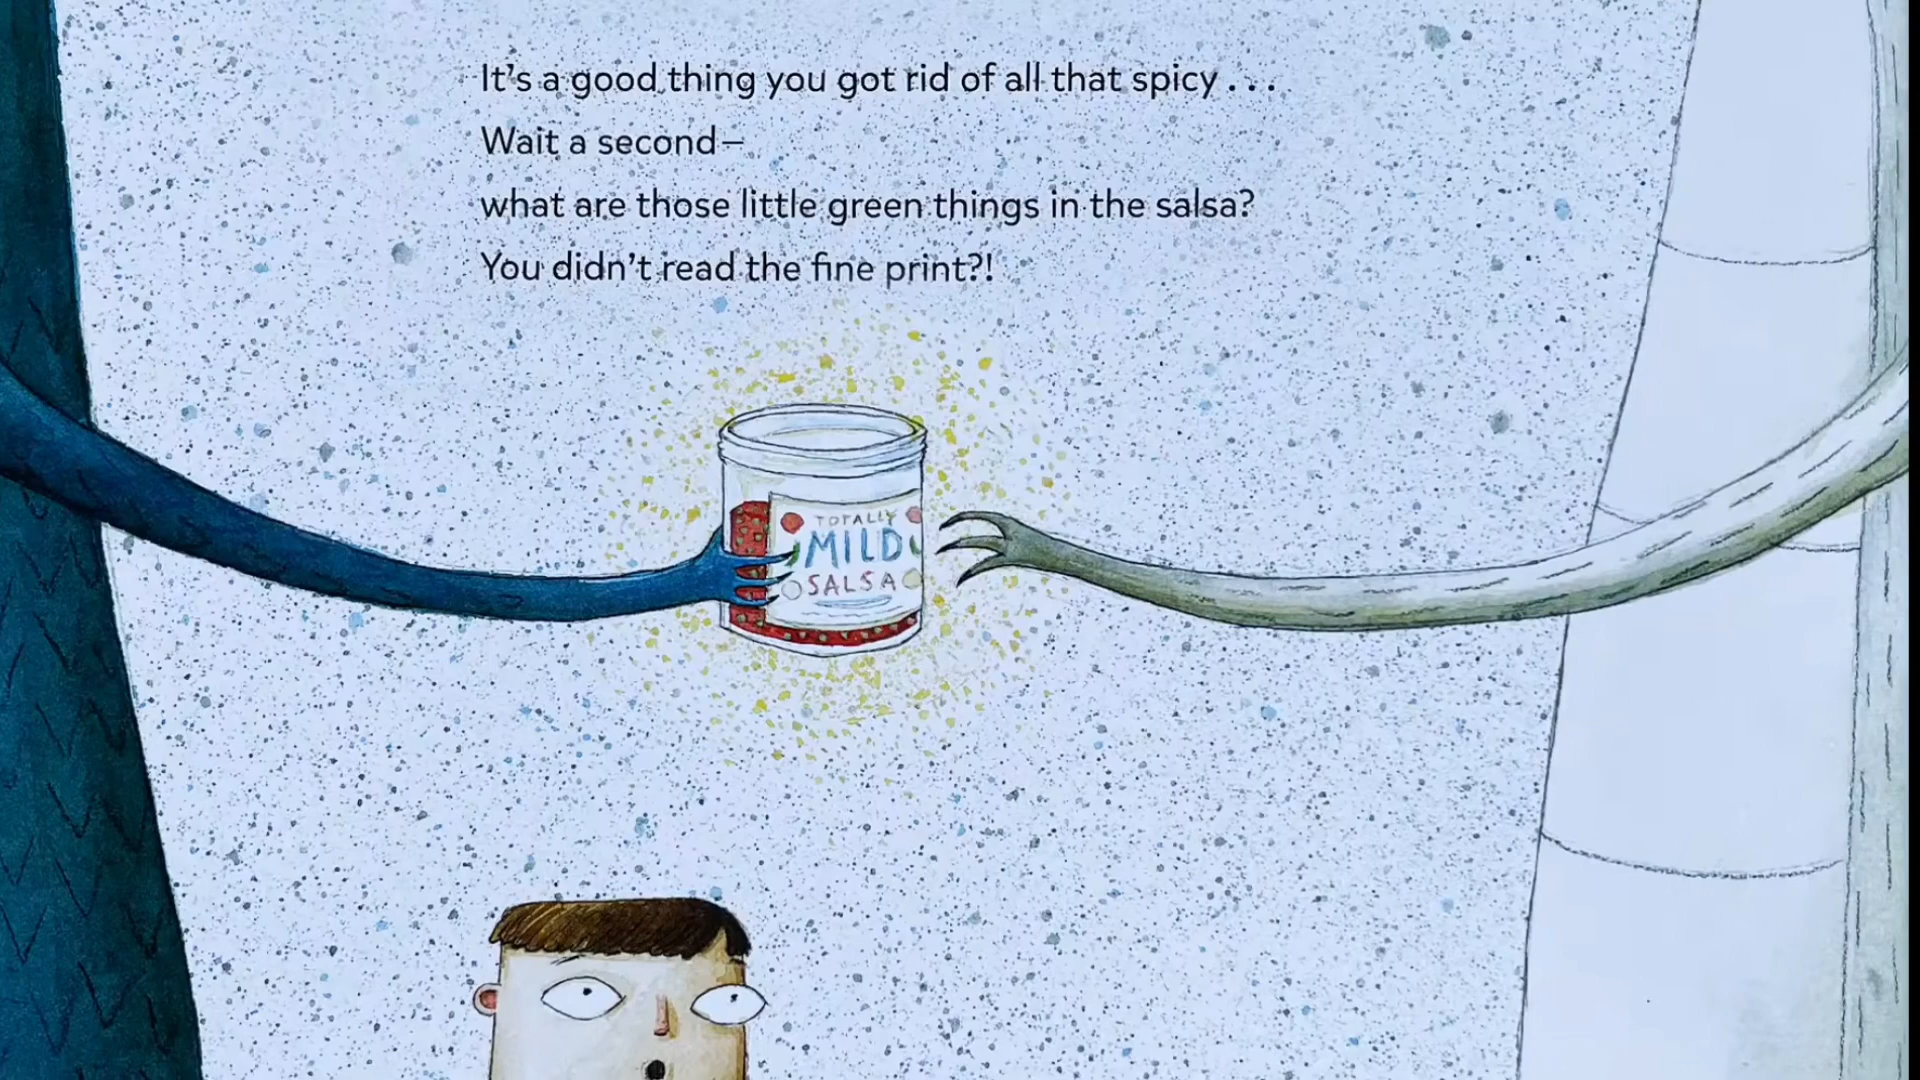 It's a good thing you got rid of all that spicy . . .
Wait a second–
what are those little green things in the salsa?
You didn't read the fine print?!
TOTALLY
MILD
SALSA